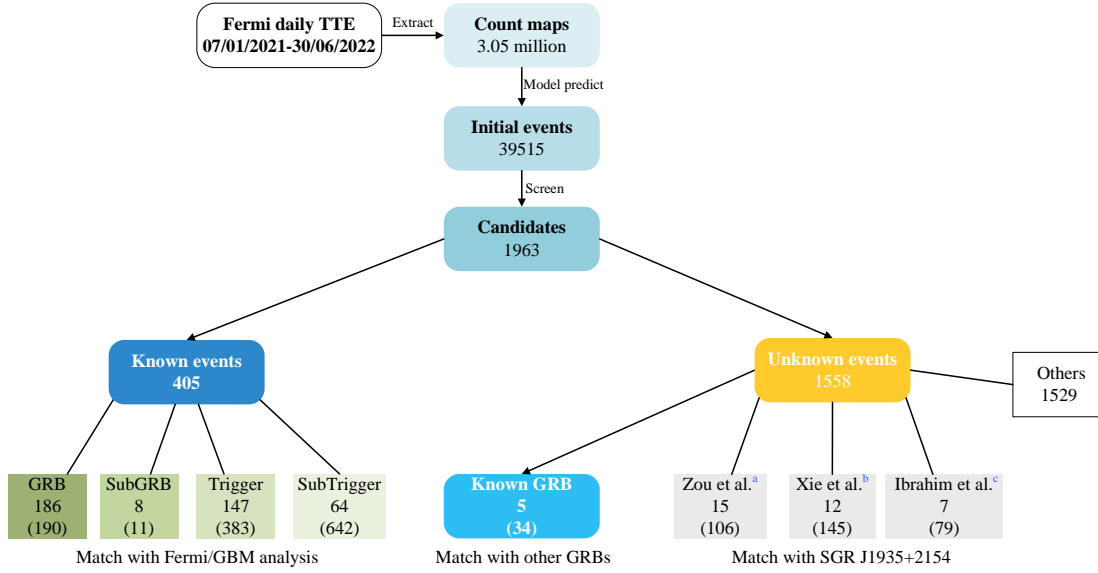 Fermi daily TTE
07/01/2021-30/06/2022
Extract
Count maps
3.05 million
Model predict
Initial events
39515
Screen
Candidates
1963
Known events
405
Unknown events
1558
Others
1529
GRB
186
(190)
SubGRB
8
(11)
Trigger
147
(383)
SubTrigger
64
(642)
Known GRB
5
(34)
Zou et al.a
15
(106)
Xie et al.b
12
(145)
Ibrahim et al.c
7
(79)
Match with Fermi/GBM analysis
Match with other GRBs
Match with SGR J1935+2154